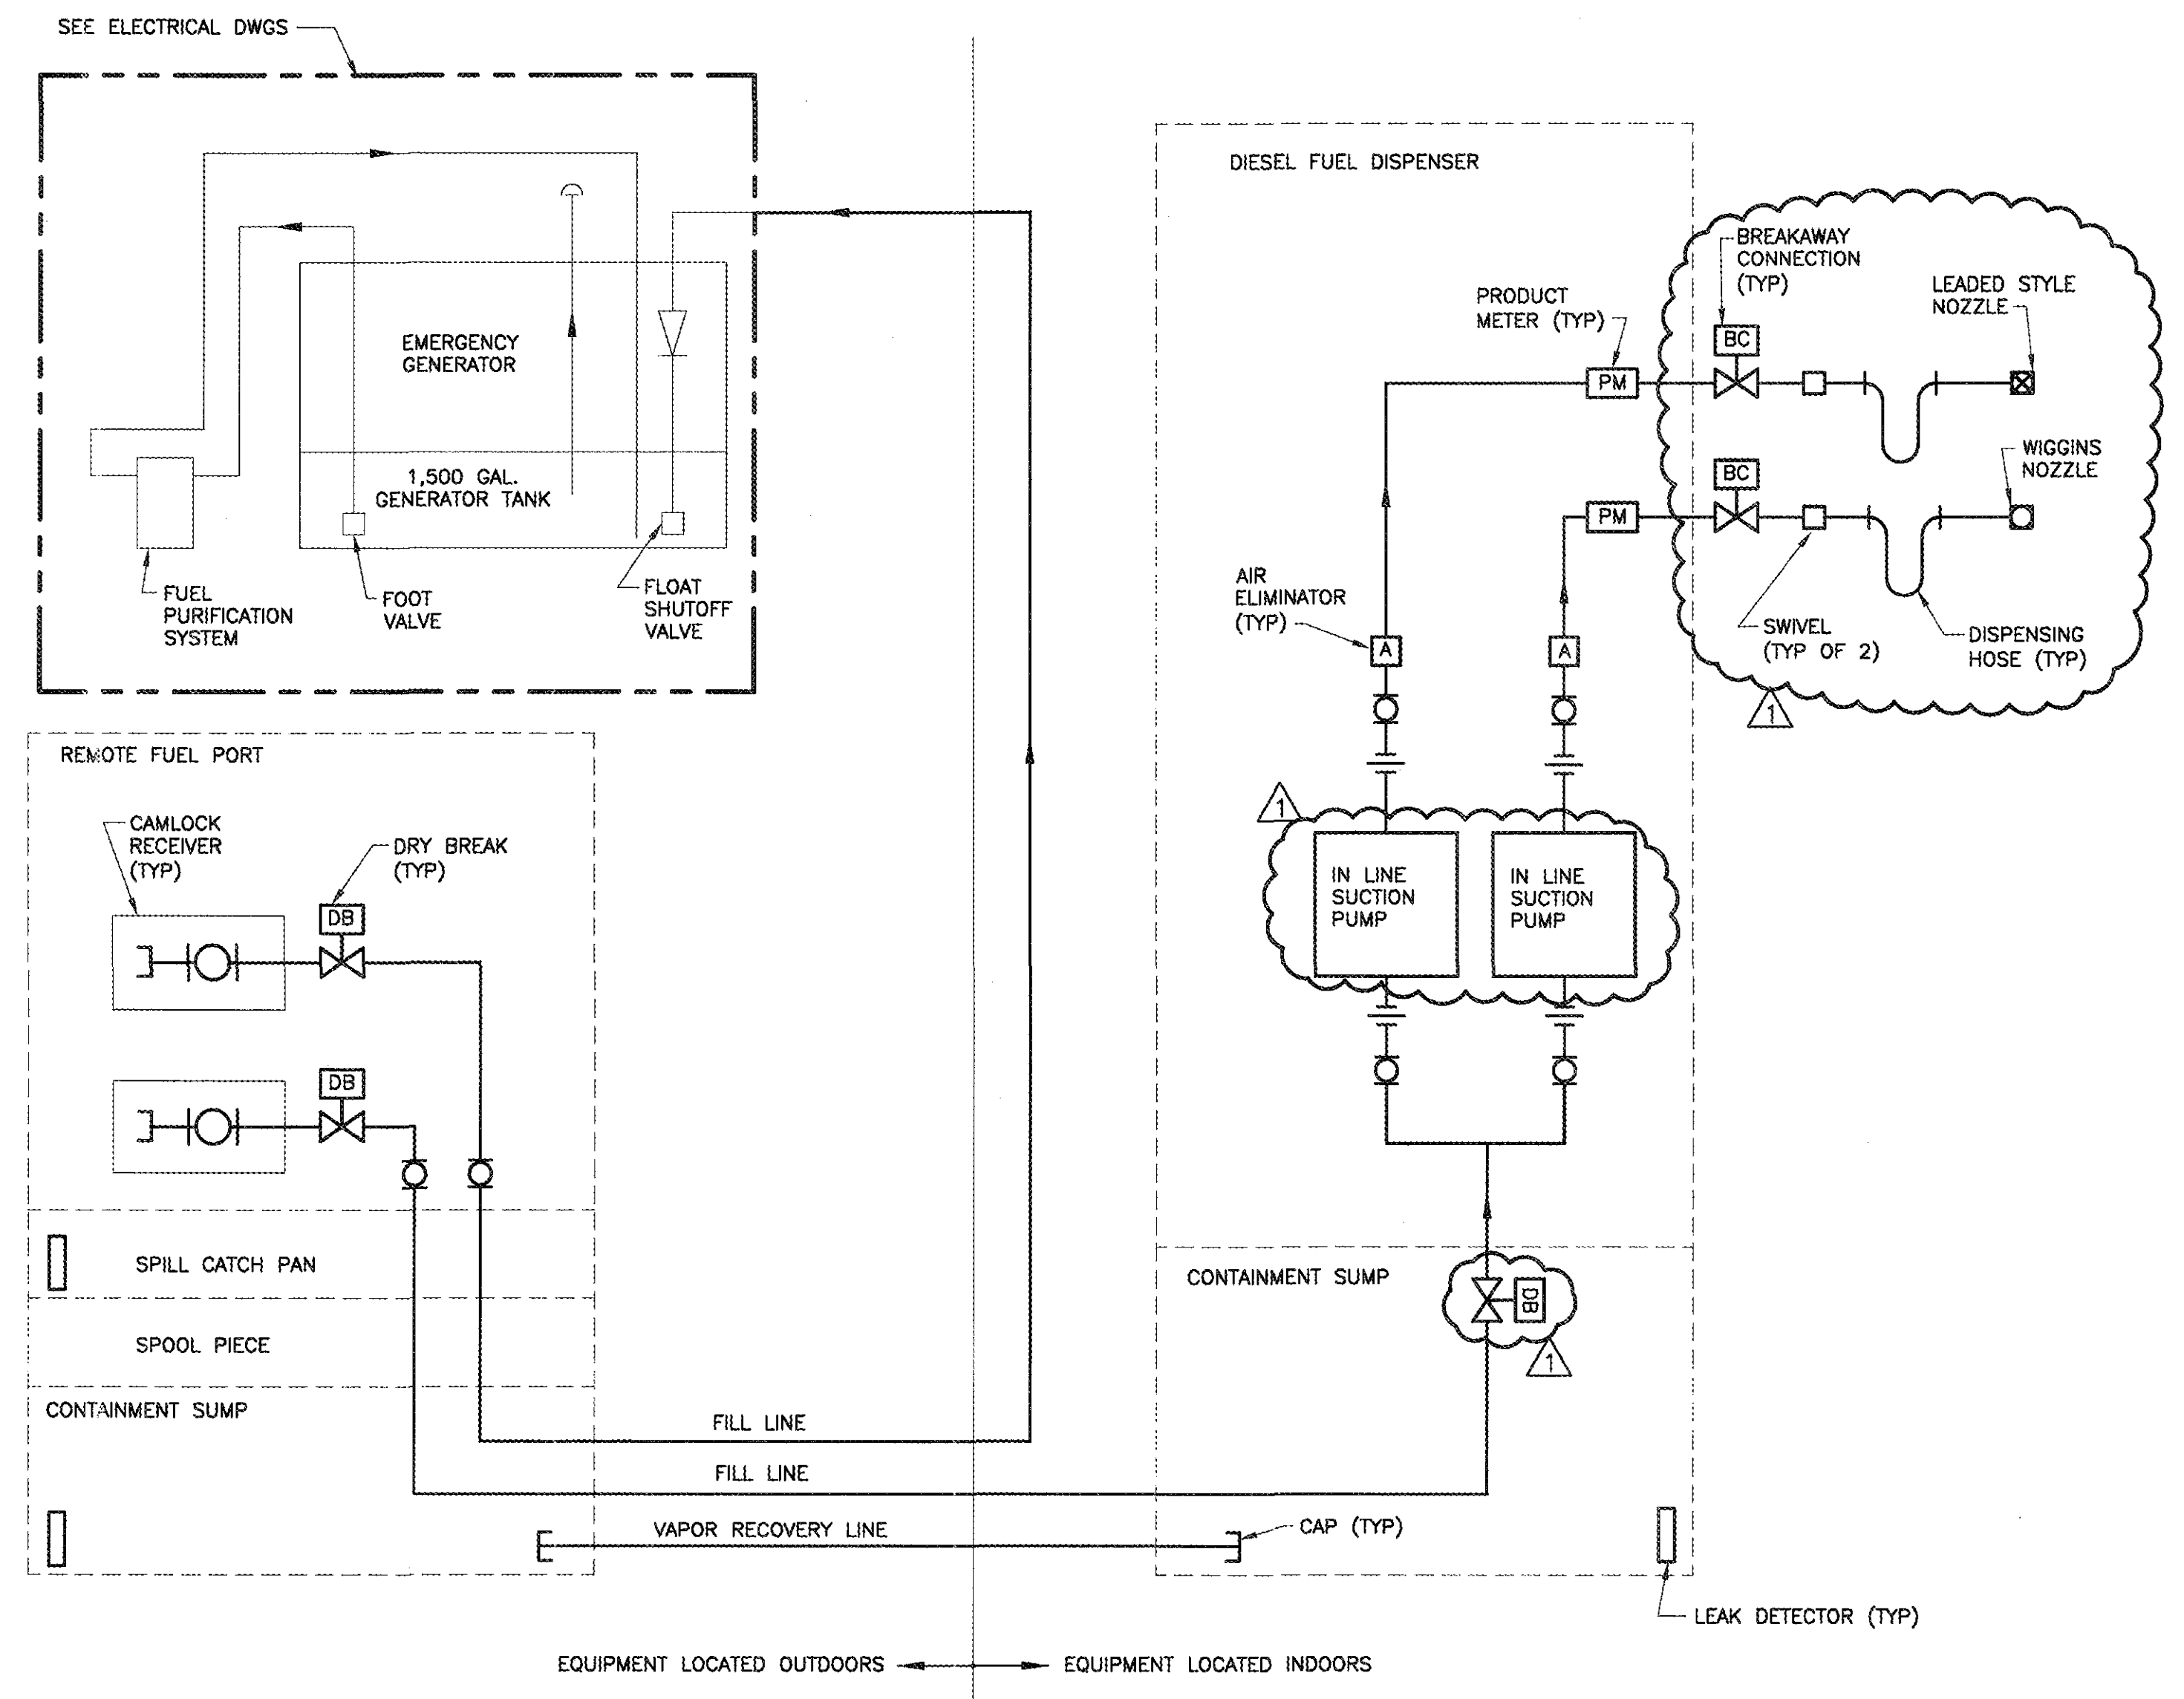 SEE ELECTRICAL DWGS
EMERGENCY
GENERATOR
1,500 GAL.
GENERATOR TANK
FUEL
PURIFICATION
SYSTEM
FOOT
VALVE
FLOAT
SHUTOFF
VALVE
REMOTE FUEL PORT
CAMLOCK
RECEIVER
(TYP)
DRY BREAK
(TYP)
DB
DB
SPILL CATCH PAN
SPOOL PIECE
CONTAINMENT SUMP
FILL LINE
FILL LINE
VAPOR RECOVERY LINE
CAP (TYP)
EQUIPMENT LOCATED OUTDOORS
EQUIPMENT LOCATED INDOORS
DIESEL FUEL DISPENSER
PRODUCT
METER (TYP)
PM
PM
BREAKAWAY
CONNECTION
(TYP)
BC
BC
LEADED STYLE
NOZZLE
WIGGINS
NOZZLE
SWIVEL
(TYP OF 2)
DISPENSING
HOSE (TYP)
1
AIR
ELIMINATOR
(TYP)
A
A
1
IN LINE
SUCTION
PUMP
IN LINE
SUCTION
PUMP
CONTAINMENT SUMP
DB
1
LEAK DETECTOR (TYP)